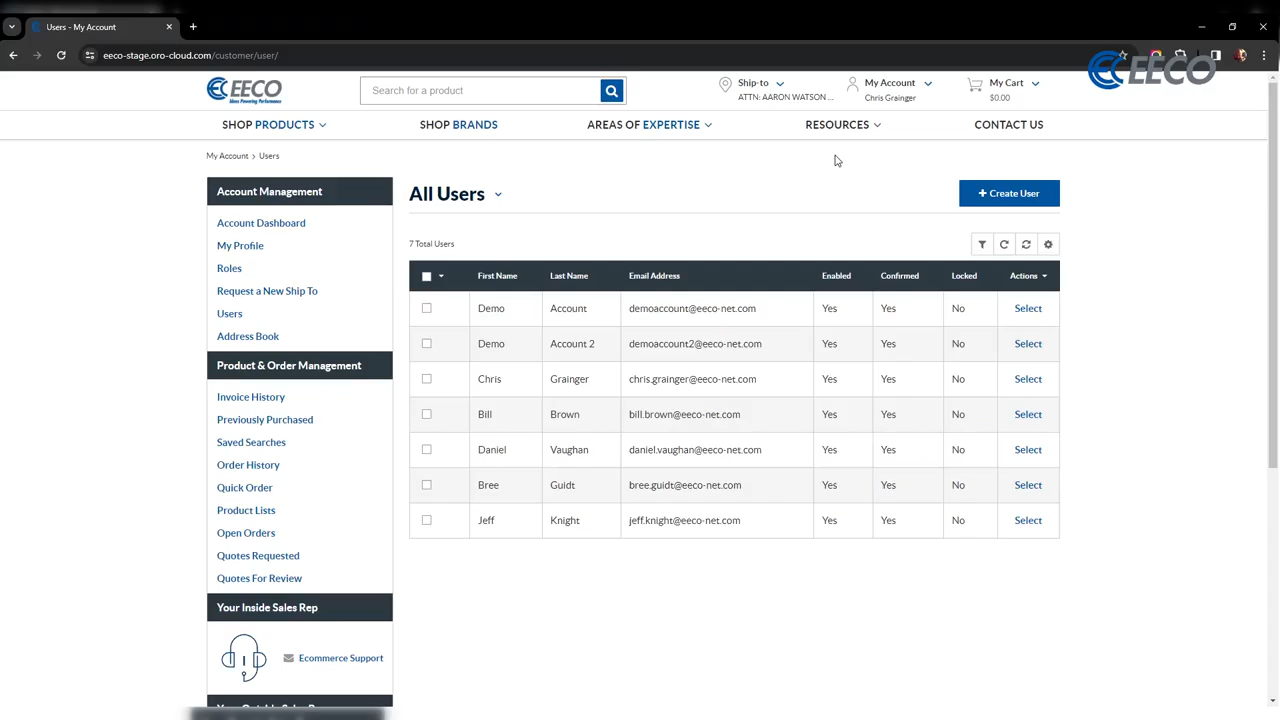 Users - My Account
eeco-stage.oro-cloud.com/customer/user/
EECO
EECO
Ideas Powering Performance
Search for a product
Ship-to
ATTN: AARON WATSON ...
My Account
Chris Grainger
My Cart
$0.00
SHOP PRODUCTS
SHOP BRANDS
AREAS OF EXPERTISE
RESOURCES
CONTACT US
My Account > Users
Account Management
Account Dashboard
My Profile
Roles
Request a New Ship To
Users
Address Book
Product & Order Management
Invoice History
Previously Purchased
Saved Searches
Order History
Quick Order
Product Lists
Open Orders
Quotes Requested
Quotes For Review
Your Inside Sales Rep
Ecommerce Support
All Users
+ Create User
7 Total Users
First Name Last Name Email Address Enabled Confirmed Locked Actions
Demo Account demoaccount@eeco-net.com Yes Yes No Select
Demo Account 2 demoaccount2@eeco-net.com Yes Yes No Select
Chris Grainger chris.grainger@eeco-net.com Yes Yes No Select
Bill Brown bill.brown@eeco-net.com Yes Yes No Select
Daniel Vaughan daniel.vaughan@eeco-net.com Yes Yes No Select
Bree Guidt bree.guidt@eeco-net.com Yes Yes No Select
Jeff Knight jeff.knight@eeco-net.com Yes Yes No Select